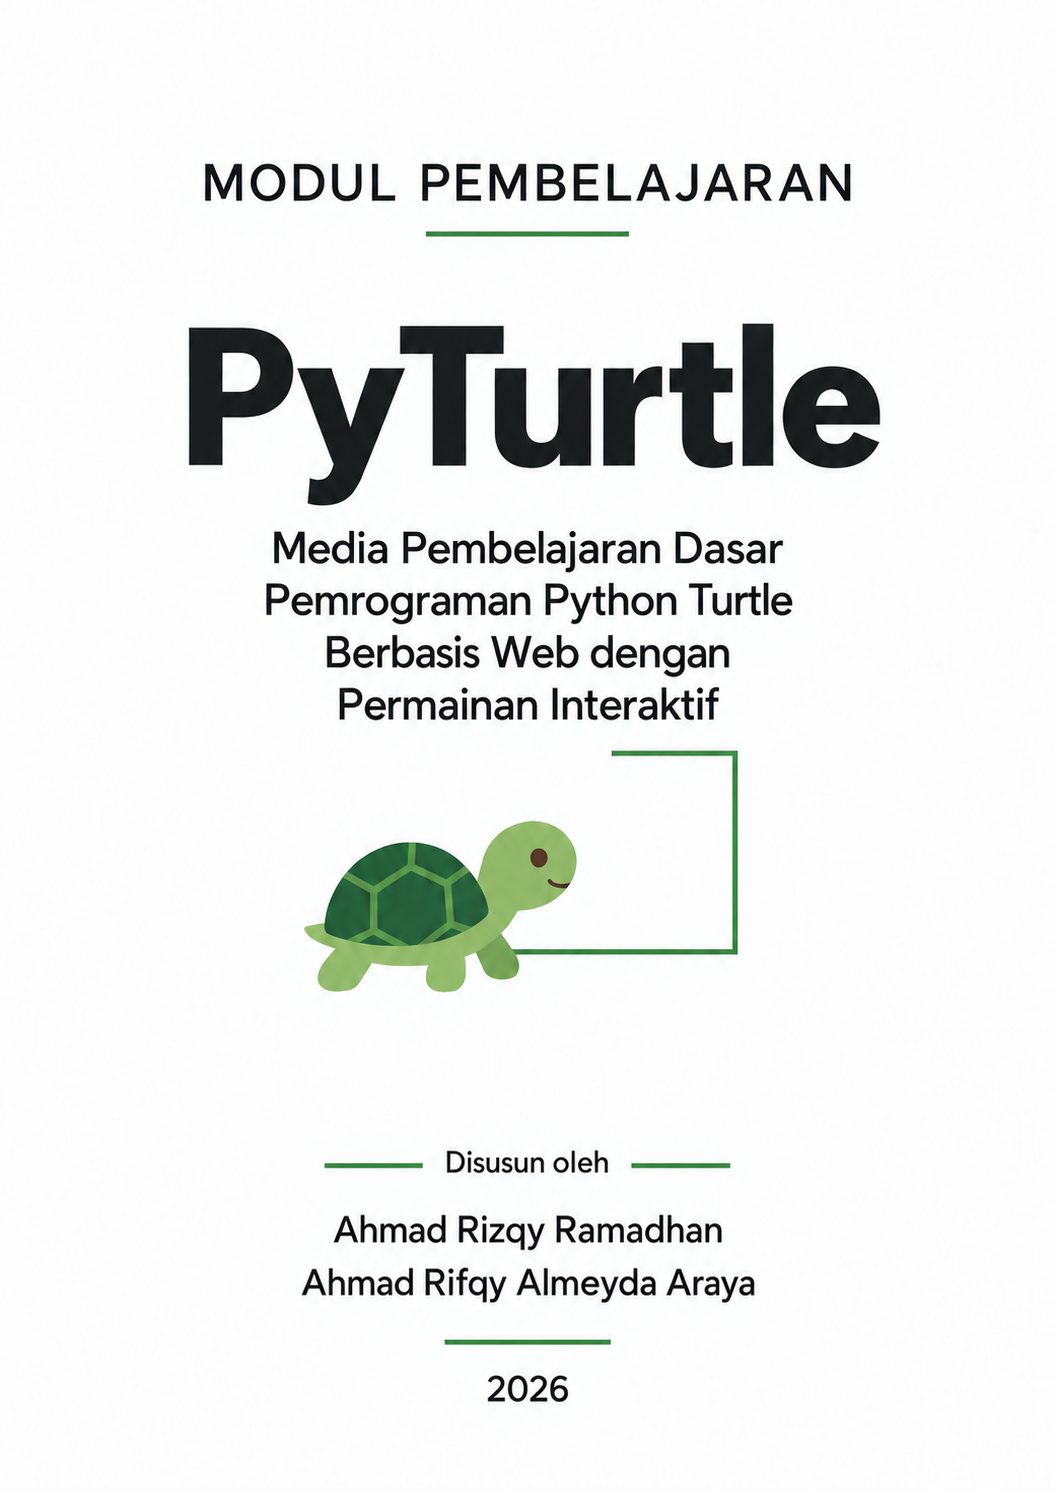 MODUL PEMBELAJARAN
PyTurtle
Media Pembelajaran Dasar
Pemrograman Python Turtle
Berbasis Web dengan
Permainan Interaktif
Disusun oleh
Ahmad Rizqy Ramadhan
Ahmad Rifqy Almeyda Araya
2026